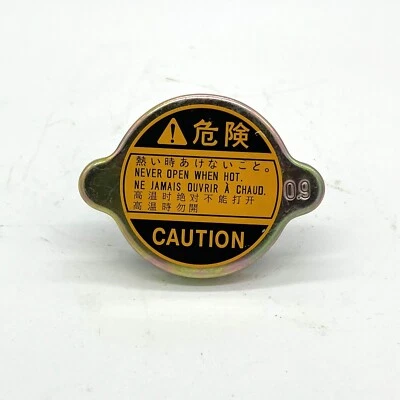 危険
熱い時あけないこと。
NEVER OPEN WHEN HOT.
NE JAMAIS OUVRIR À CHAUD.
高温时绝对不能打开
高温時勿開
CAUTION
09